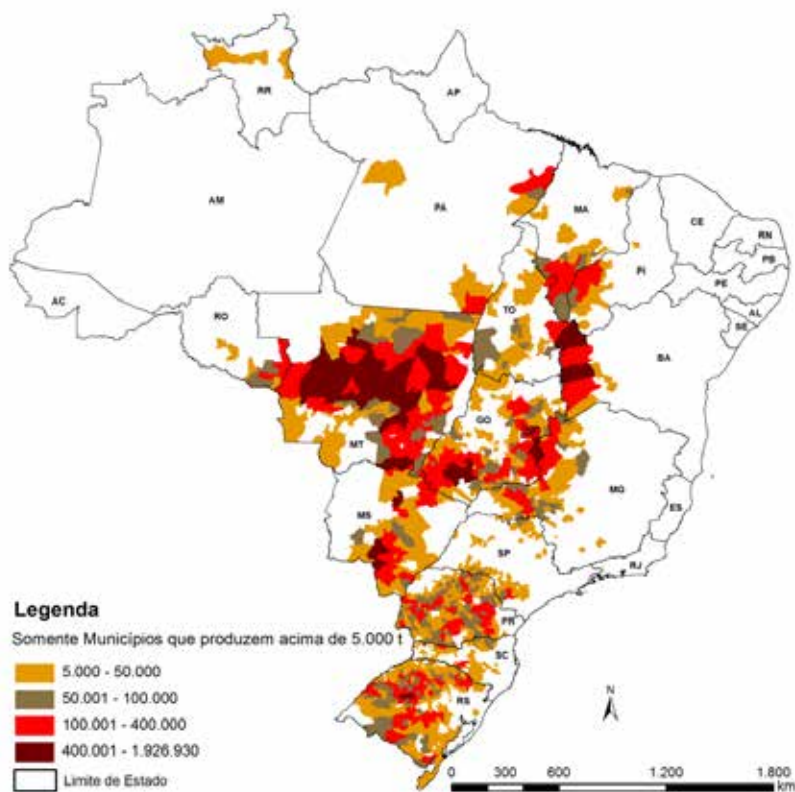 RR
AP
AM
PA
MA
CE
RN
PB
PI
PE
AL
SE
AC
RO
TO
BA
MT
GO
MG
ES
MS
SP
RJ
PR
SC
RS
Legenda
Somente Municípios que produzem acima de 5.000 t
5.000 - 50.000
50.001 - 100.000
100.001 - 400.000
400.001 - 1.926.930
Limite de Estado
N
0 300 600 1.200 1.800
km